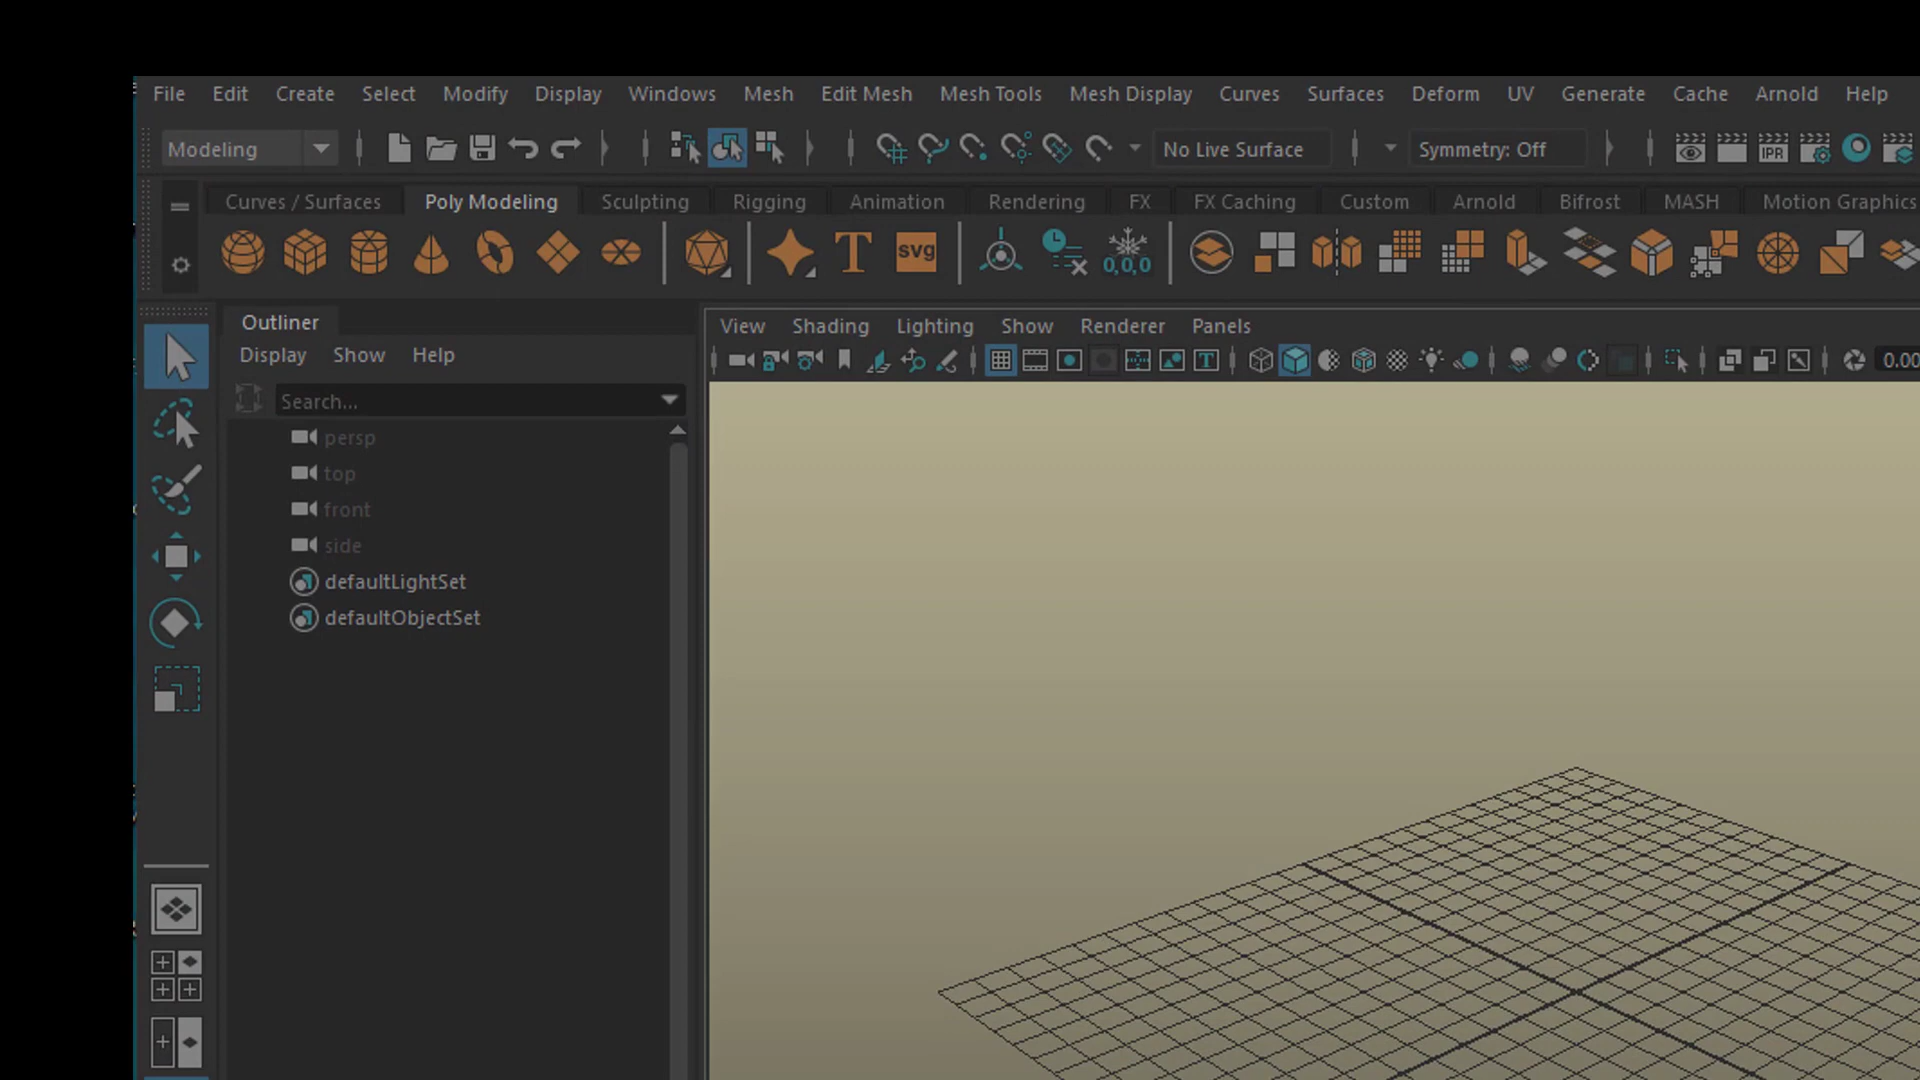 File Edit Create Select Modify Display Windows Mesh Edit Mesh Mesh Tools Mesh Display Curves Surfaces Deform UV Generate Cache Arnold Help
Modeling No Live Surface Symmetry: Off IPR
Curves / Surfaces Poly Modeling Sculpting Rigging Animation Rendering FX FX Caching Custom Arnold Bifrost MASH Motion Graphics
T svg 0,0,0
Outliner
Display Show Help
Search...
persp
top
front
side
defaultLightSet
defaultObjectSet
View Shading Lighting Show Renderer Panels
T 0.00